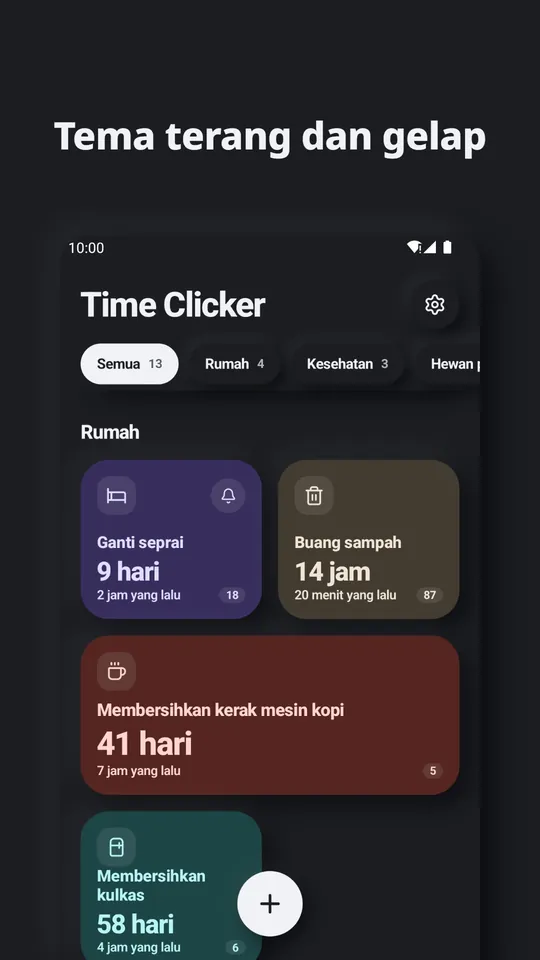 Tema terang dan gelap
10:00
Time Clicker
Semua 13 Rumah 4 Kesehatan 3 Hewan
Rumah
Ganti seprai
9 hari
2 jam yang lalu 18
Buang sampah
14 jam
20 menit yang lalu 87
Membersihkan kerak mesin kopi
41 hari
7 jam yang lalu 5
Membersihkan
kulkas
58 hari
4 jam yang lalu 6